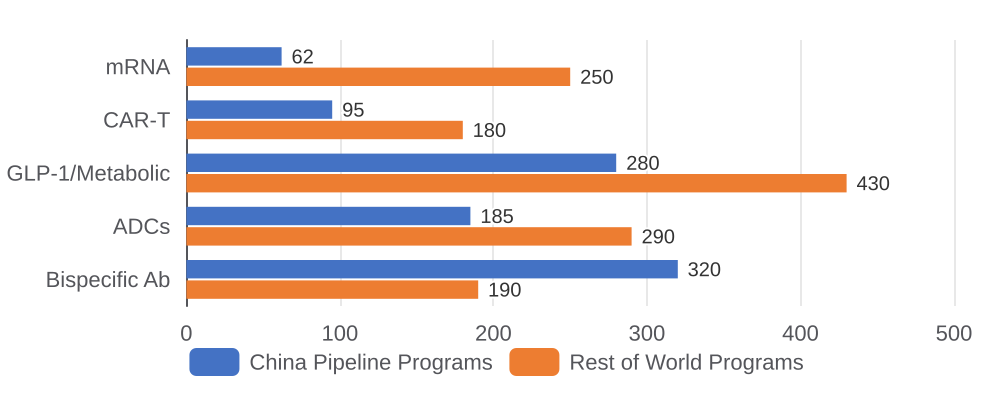 mRNA
62
250
CAR-T
95
180
GLP-1/Metabolic
280
430
ADCs
185
290
Bispecific Ab
320
190
0 100 200 300 400 500
China Pipeline Programs Rest of World Programs